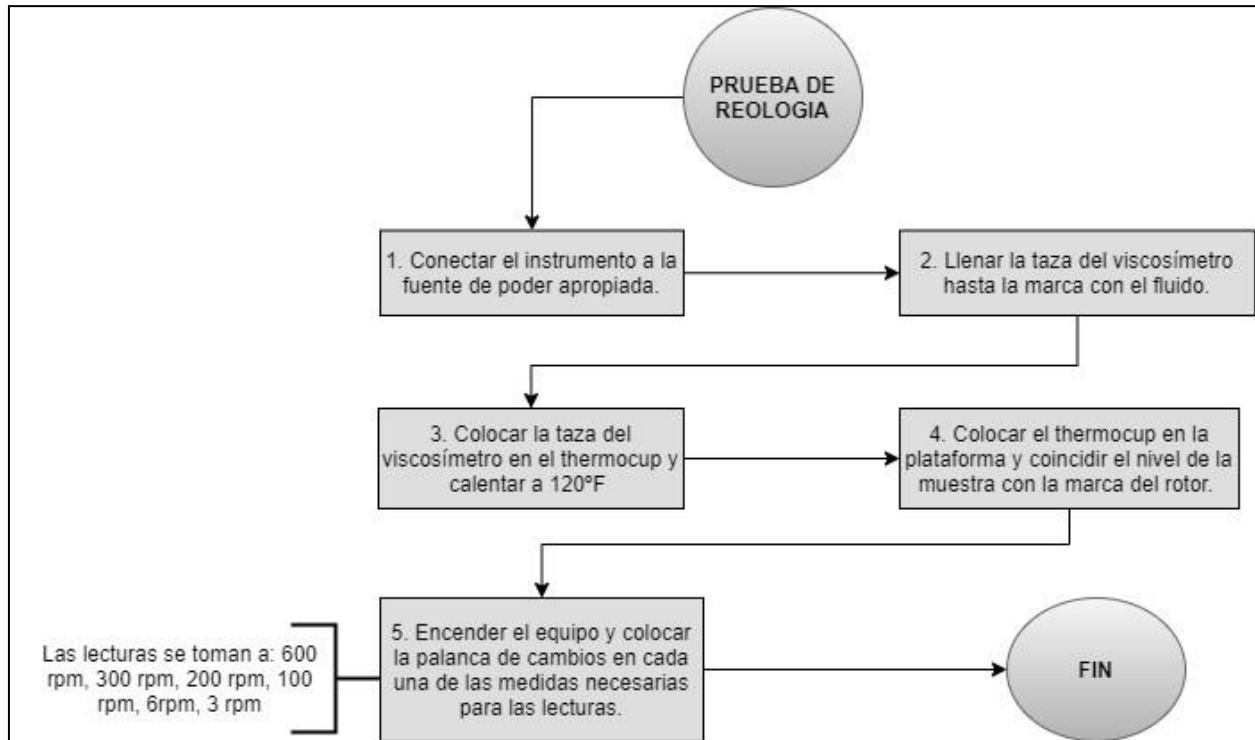 PRUEBA DE
REOLOGIA
1. Conectar el instrumento a la
fuente de poder apropiada.
2. Llenar la taza del viscosímetro
hasta la marca con el fluido.
3. Colocar la taza del
viscosímetro en el thermocup y
calentar a 120ºF
4. Colocar el thermocup en la
plataforma y coincidir el nivel de la
muestra con la marca del rotor.
Las lecturas se toman a: 600
rpm, 300 rpm, 200 rpm, 100
rpm, 6rpm, 3 rpm
5. Encender el equipo y colocar
la palanca de cambios en cada
una de las medidas necesarias
para las lecturas.
FIN